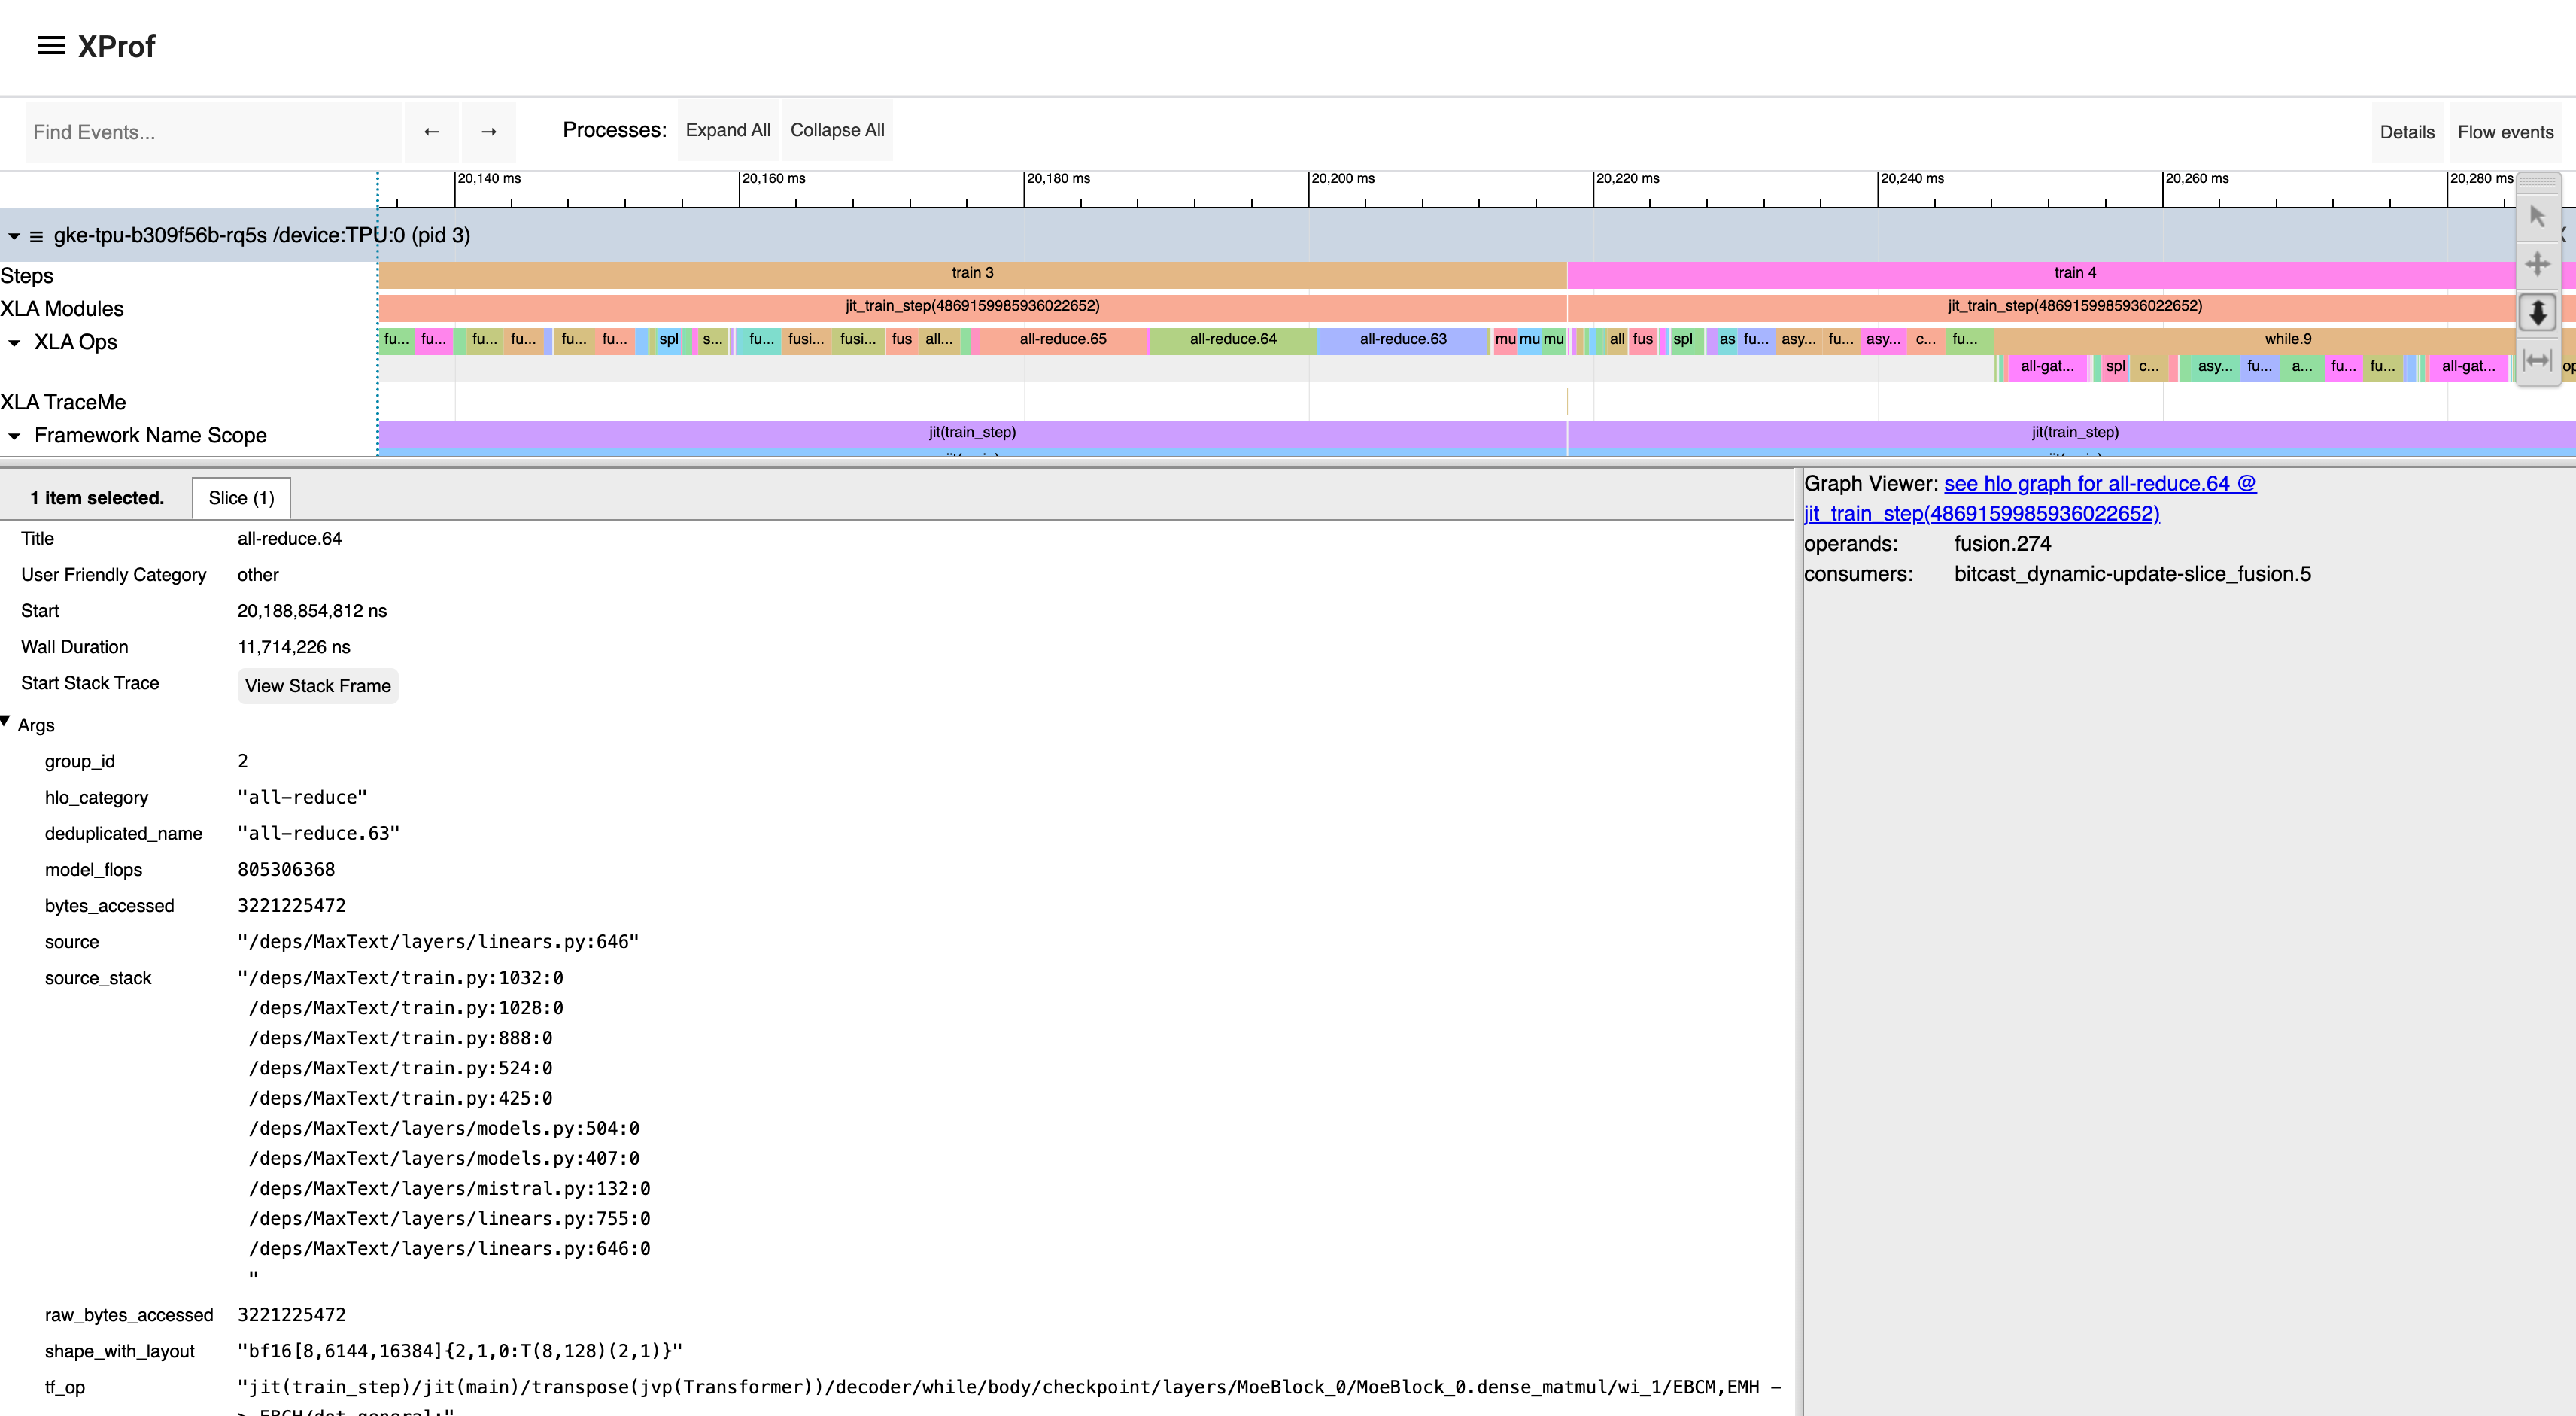 XProf
Find Events...
←
→
Processes:
Expand All
Collapse All
Details
Flow events
20,140 ms
20,160 ms
20,180 ms
20,200 ms
20,220 ms
20,240 ms
20,260 ms
20,280 ms
gke-tpu-b309f56b-rq5s /device:TPU:0 (pid 3)
Steps
train 3
train 4
XLA Modules
jit_train_step(4869159985936022652)
jit_train_step(4869159985936022652)
XLA Ops
fu... fu... fu... fu... fu... fu... spl s... fu... fusi... fusi... fus all... all-reduce.65 all-reduce.64 all-reduce.63 mu mu mu all fus spl as fu... asy... fu... asy... c... fu... while.9
all-gat... spl c... asy... fu... a... fu... fu... all-gat... op
XLA TraceMe
Framework Name Scope
jit(train_step)
jit(train_step)
1 item selected.
Slice (1)
Title all-reduce.64
User Friendly Category other
Start 20,188,854,812 ns
Wall Duration 11,714,226 ns
Start Stack Trace View Stack Frame
Args
group_id 2
hlo_category "all-reduce"
deduplicated_name "all-reduce.63"
model_flops 805306368
bytes_accessed 3221225472
source "/deps/MaxText/layers/linears.py:646"
source_stack "/deps/MaxText/train.py:1032:0
/deps/MaxText/train.py:1028:0
/deps/MaxText/train.py:888:0
/deps/MaxText/train.py:524:0
/deps/MaxText/train.py:425:0
/deps/MaxText/layers/models.py:504:0
/deps/MaxText/layers/models.py:407:0
/deps/MaxText/layers/mistral.py:132:0
/deps/MaxText/layers/linears.py:755:0
/deps/MaxText/layers/linears.py:646:0
"
raw_bytes_accessed 3221225472
shape_with_layout "bf16[8,6144,16384]{2,1,0:T(8,128)(2,1)}"
tf_op "jit(train_step)/jit(main)/transpose(jvp(Transformer))/decoder/while/body/checkpoint/layers/MoeBlock_0/MoeBlock_0.dense_matmul/wi_1/EBCM,EMH -
> EBCH/dot_general:"
Graph Viewer: see hlo graph for all-reduce.64 @
jit_train_step(4869159985936022652)
operands: fusion.274
consumers: bitcast_dynamic-update-slice_fusion.5